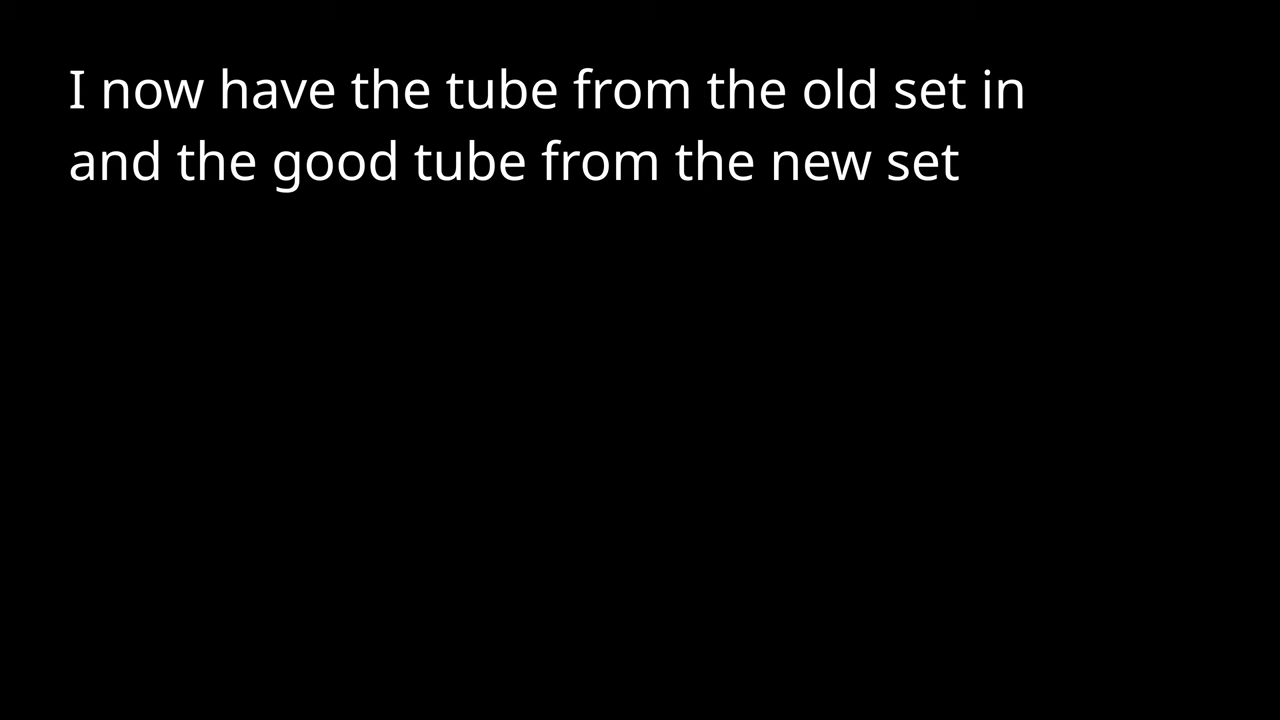 I now have the tube from the old set in
and the good tube from the new set